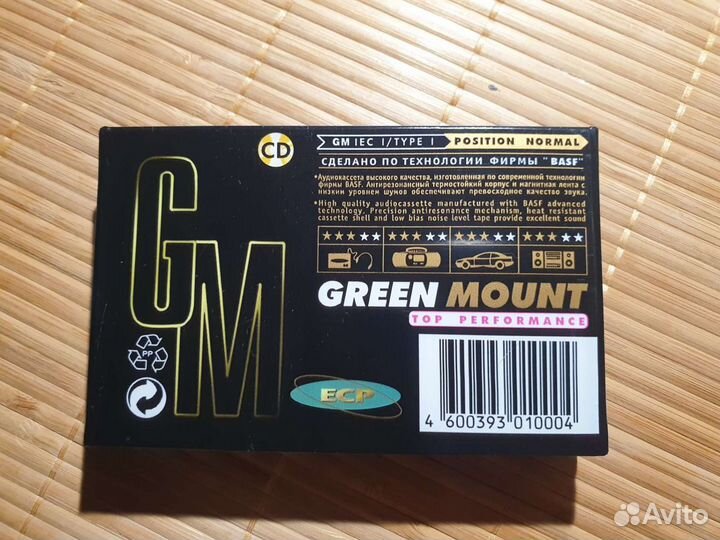 GM
CD
GM IEC I/TYPE I POSITION NORMAL
СДЕЛАНО ПО ТЕХНОЛОГИИ ФИРМЫ "BASF"
•Аудиокассета высокого качества, изготовленная по современной технологии
фирмы BASF. Антирезонансный термостойкий корпус и магнитная лента с
низким уровнем шумов обеспечивают превосходное качество звука.
•High quality audiocassette manufactured with BASF advanced
technology. Precision antiresonance mechanism, heat resistant
cassette shell and low bias noise level tape provide excellent sound
GREEN MOUNT
TOP PERFORMANCE
PP
ECP
4 600393 010004
Avito